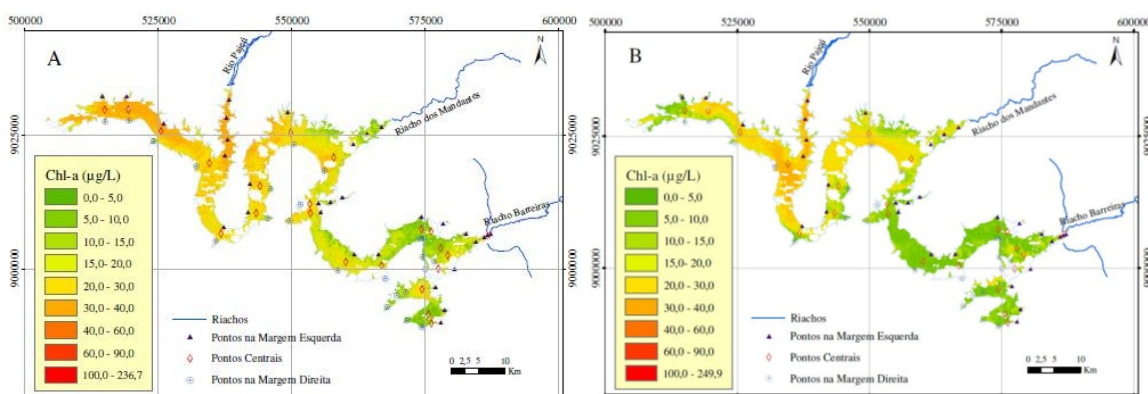 500000 525000 550000 575000 600000
A
N
Rio Pajeú
Riacho dos Mandantes
9025000 9025000
Chl-a (µg/L)
0,0 - 5,0
5,0 - 10,0
10,0 - 15,0
15,0 - 20,0
20,0 - 30,0
30,0 - 40,0
40,0 - 60,0
60,0 - 90,0
100,0 - 236,7
Riacho Barreiras
9000000 9000000
Riachos
Pontos na Margem Esquerda
Pontos Centrais
Pontos na Margem Direita
0 2,5 5 10
Km
500000 525000 550000 575000 600000
B
N
Rio Pajeú
Riacho dos Mandantes
9025000
Chl-a (µg/L)
0,0 - 5,0
5,0 - 10,0
10,0 - 15,0
15,0 - 20,0
20,0 - 30,0
30,0 - 40,0
40,0 - 60,0
60,0 - 90,0
100,0 - 249,9
Riacho Barreiras
9000000
Riachos
Pontos na Margem Esquerda
Pontos Centrais
Pontos na Margem Direita
0 2,5 5 10
Km